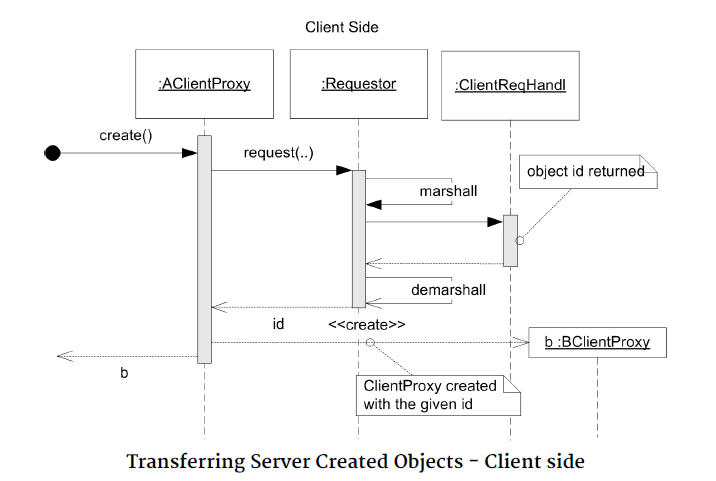 Client Side
:AClientProxy
:Requestor
:ClientReqHandl
create()
request(..)
marshall
object id returned
demarshall
id
<<create>>
b :BClientProxy
b
ClientProxy created
with the given id
Transferring Server Created Objects - Client side